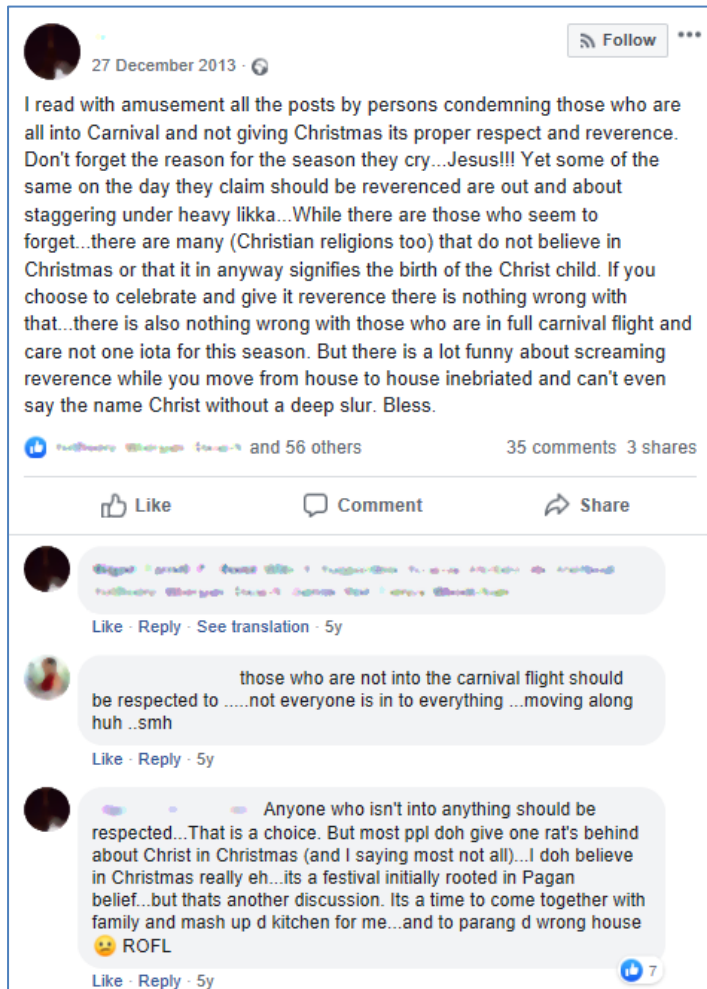 Follow
27 December 2013
I read with amusement all the posts by persons condemning those who are
all into Carnival and not giving Christmas its proper respect and reverence.
Don't forget the reason for the season they cry...Jesus!!! Yet some of the
same on the day they claim should be reverenced are out and about
staggering under heavy likka...While there are those who seem to
forget...there are many (Christian religions too) that do not believe in
Christmas or that it in anyway signifies the birth of the Christ child. If you
choose to celebrate and give it reverence there is nothing wrong with
that...there is also nothing wrong with those who are in full carnival flight and
care not one iota for this season. But there is a lot funny about screaming
reverence while you move from house to house inebriated and can't even
say the name Christ without a deep slur. Bless.
and 56 others 35 comments 3 shares
Like Comment Share
Like · Reply · See translation · 5y
those who are not into the carnival flight should
be respected to .....not everyone is in to everything ...moving along
huh ..smh
Like · Reply · 5y
Anyone who isn't into anything should be
respected...That is a choice. But most ppl doh give one rat's behind
about Christ in Christmas (and I saying most not all)...I doh believe
in Christmas really eh...its a festival initially rooted in Pagan
belief...but thats another discussion. Its a time to come together with
family and mash up d kitchen for me...and to parang d wrong house
😕 ROFL
7
Like · Reply · 5y